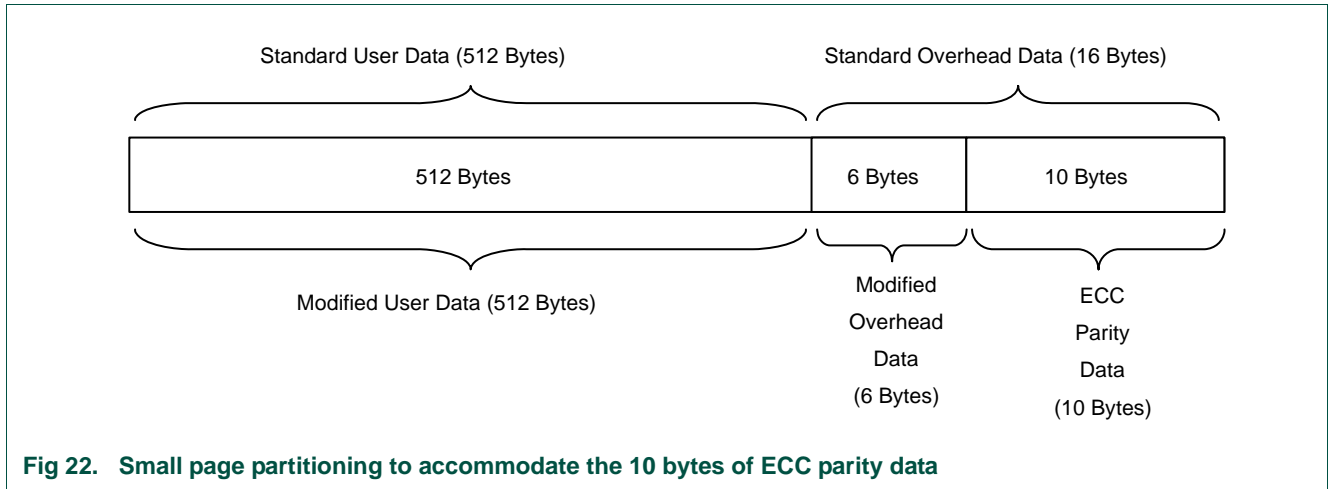 Standard User Data (512 Bytes)
Standard Overhead Data (16 Bytes)
512 Bytes
6 Bytes
10 Bytes
Modified User Data (512 Bytes)
Modified
Overhead
Data
(6 Bytes)
ECC
Parity
Data
(10 Bytes)
Fig 22. Small page partitioning to accommodate the 10 bytes of ECC parity data